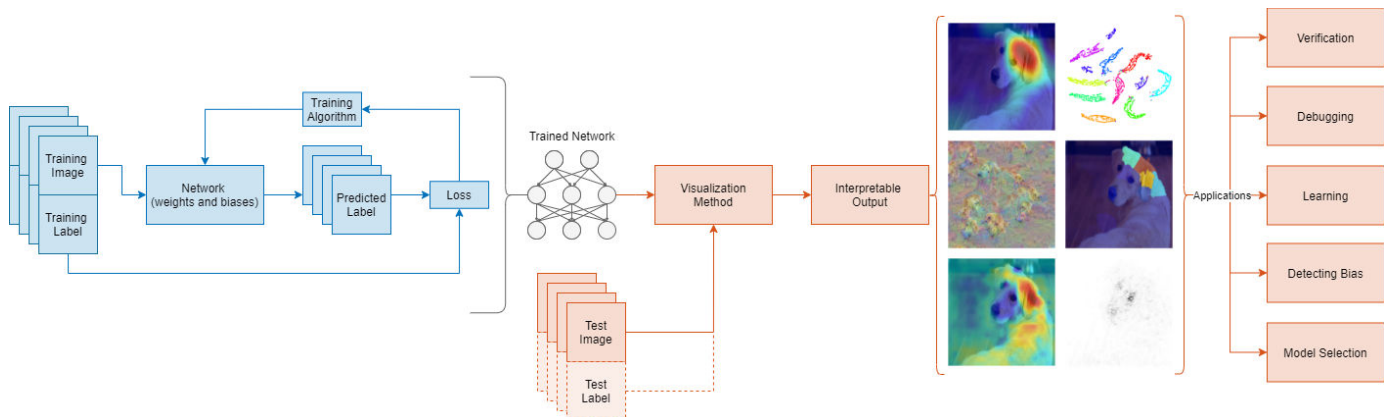 Training
Image
Training
Label
Network
(weights and biases)
Training
Algorithm
Predicted
Label
Loss
Trained Network
Test
Image
Test
Label
Visualization
Method
Interpretable
Output
Applications
Verification
Debugging
Learning
Detecting Bias
Model Selection